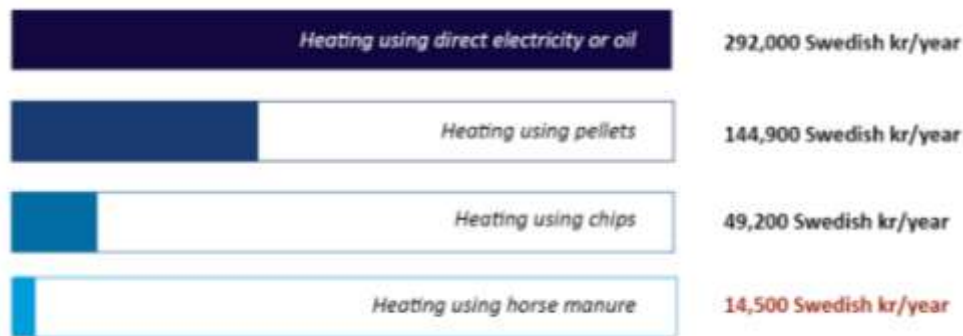 Heating using direct electricity or oil 292,000 Swedish kr/year
Heating using pellets 144,900 Swedish kr/year
Heating using chips 49,200 Swedish kr/year
Heating using horse manure 14,500 Swedish kr/year